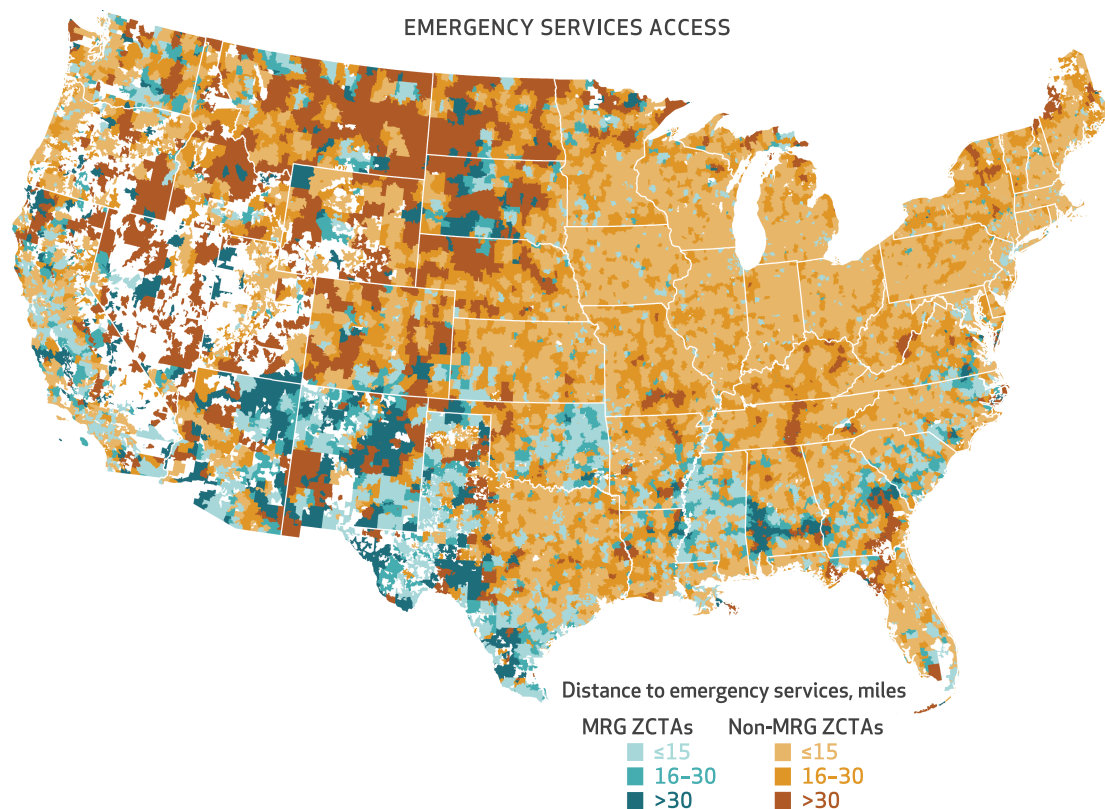 EMERGENCY SERVICES ACCESS
Distance to emergency services, miles
MRG ZCTAs Non-MRG ZCTAs
≤15 ≤15
16–30 16–30
>30 >30